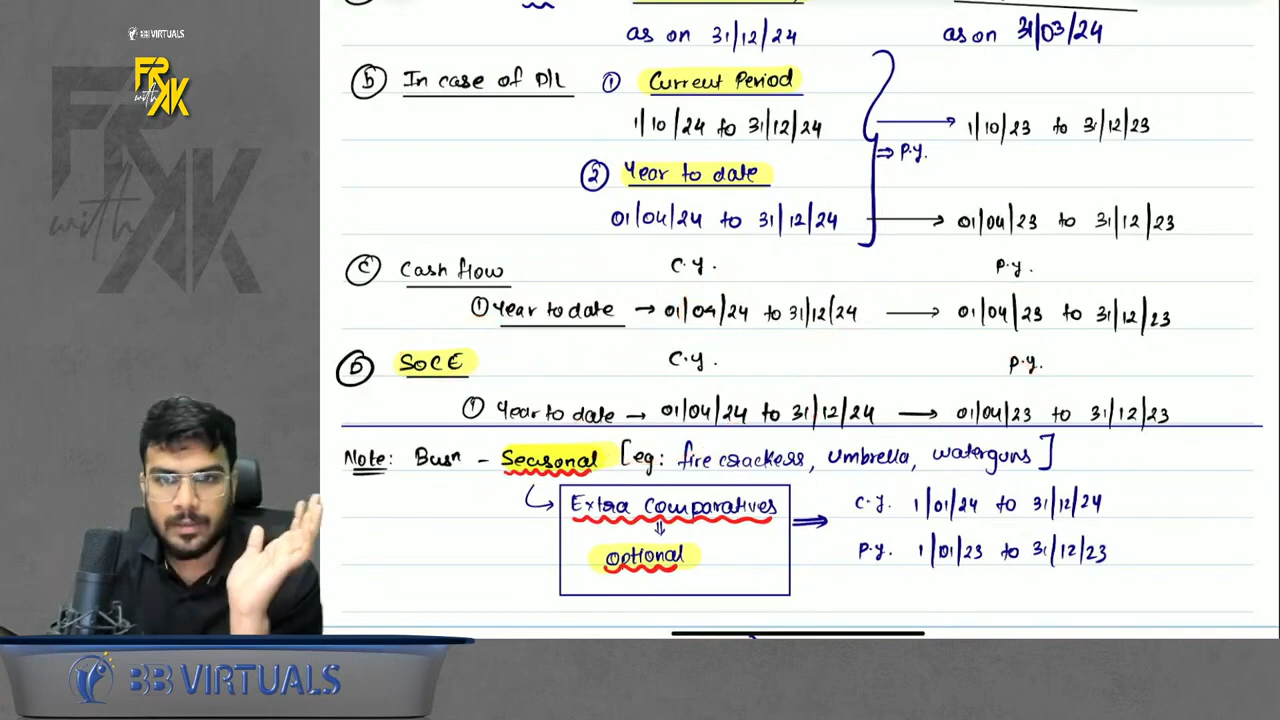 BB VIRTUALS
FR
with AK
FR
with AK
as on 31/12/24 as on 31/03/24
(b) In case of P/L ① Current Period
1/10/24 to 31/12/24 → 1/10/23 to 31/12/23
⇒ P.Y.
② Year to date
01/04/24 to 31/12/24 → 01/04/23 to 31/12/23
(C) Cash flow C.Y. P.Y.
① Year to date → 01/04/24 to 31/12/24 → 01/04/23 to 31/12/23
(D) SOCE C.Y. P.Y.
① Year to date → 01/04/24 to 31/12/24 → 01/04/23 to 31/12/23
Note: Busⁿ - Seasonal [eg: fire crackers, umbrella, waterguns]
Extra Comparatives ⇒ C.Y. 1/01/24 to 31/12/24
⇓
optional P.Y. 1/01/23 to 31/12/23
BB VIRTUALS